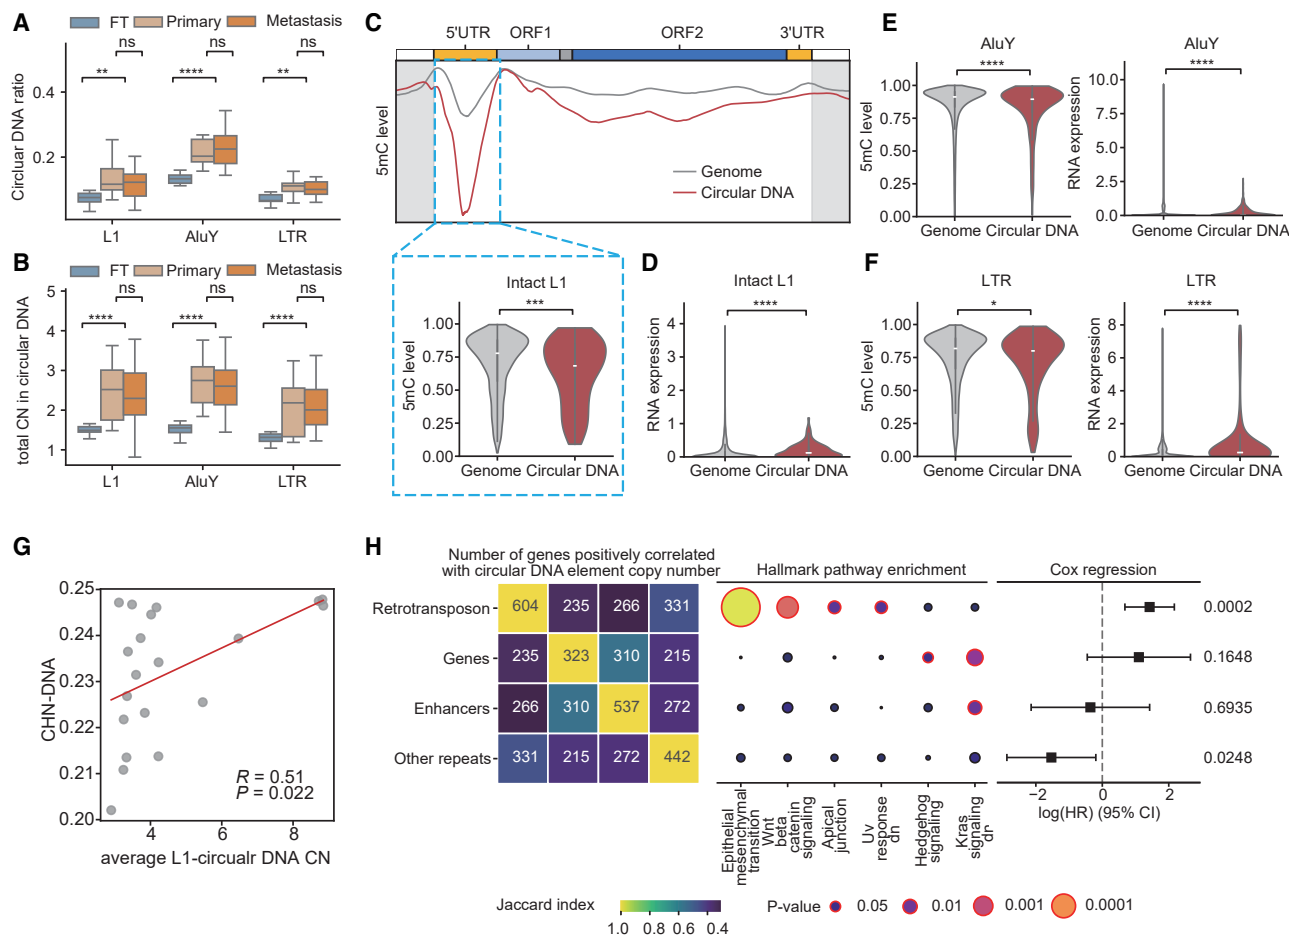 A
FT Primary Metastasis
ns ns ns
** **** **
Circuar DNA ratio
0.4
0.2
L1 AluY LTR
B
FT Primary Metastasis
ns ns ns
**** **** ****
total CN in circular DNA
5
4
3
2
1
L1 AluY LTR
C
5'UTR ORF1 ORF2 3'UTR
5mC level
Genome
Circular DNA
Intact L1
***
5mC level
1.00
0.75
0.50
0.25
0.00
Genome Circular DNA
D
Intact L1
****
RNA expression
4
3
2
1
0
Genome Circular DNA
E
AluY
****
5mC level
1.00
0.75
0.50
0.25
0.00
Genome Circular DNA
AluY
****
RNA expression
10.0
7.5
5.0
2.5
0.0
Genome Circular DNA
F
LTR
*
5mC level
1.00
0.75
0.50
0.25
0.00
Genome Circular DNA
LTR
****
RNA expression
8
6
4
2
0
Genome Circular DNA
G
CHN-DNA
0.25
0.24
0.23
0.22
0.21
0.20
R = 0.51
P = 0.022
4 6 8
average L1-circualr DNA CN
H
Number of genes positively correlated
with circular DNA element copy number
Hallmark pathway enrichment
Cox regression
Retrotransposon 604 235 266 331 0.0002
Genes 235 323 310 215 0.1648
Enhancers 266 310 537 272 0.6935
Other repeats 331 215 272 442 0.0248
Epithelial
mesenchymal
transition
Wnt
beta
catenin
signaling
Apical
junction
Uv
response
dn
Hedgehog
signaling
Kras
signaling
dn
−2 0 2
log(HR) (95% CI)
Jaccard index
1.0 0.8 0.6 0.4
P-value 0.05 0.01 0.001 0.0001